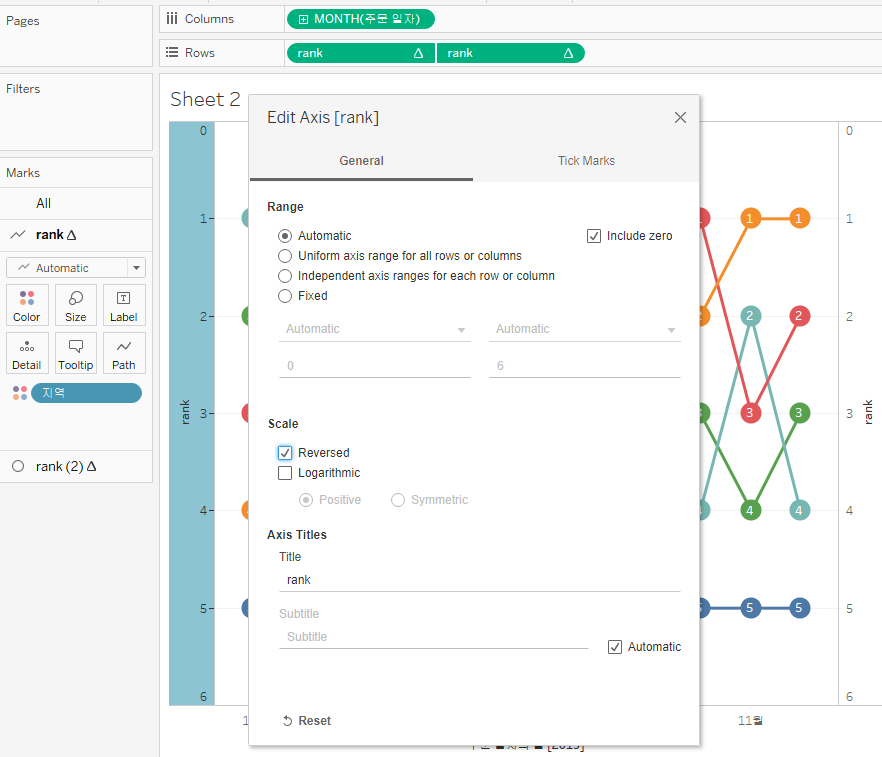 Pages
Columns
MONTH(주문 일자)
Rows
rank
rank
Filters
Marks
All
rank
Automatic
Color
Size
Label
Detail
Tooltip
Path
지역
rank (2)
Sheet 2
Edit Axis [rank]
General
Tick Marks
Range
Automatic
Include zero
Uniform axis range for all rows or columns
Independent axis ranges for each row or column
Fixed
Automatic
Automatic
0
6
Scale
Reversed
Logarithmic
Positive
Symmetric
Axis Titles
Title
rank
Subtitle
Subtitle
Automatic
Reset
rank
0
1
2
3
4
5
6
1
1
2
2
2
3
3
4
4
5
5
0
1
2
3
4
5
6
rank
11월